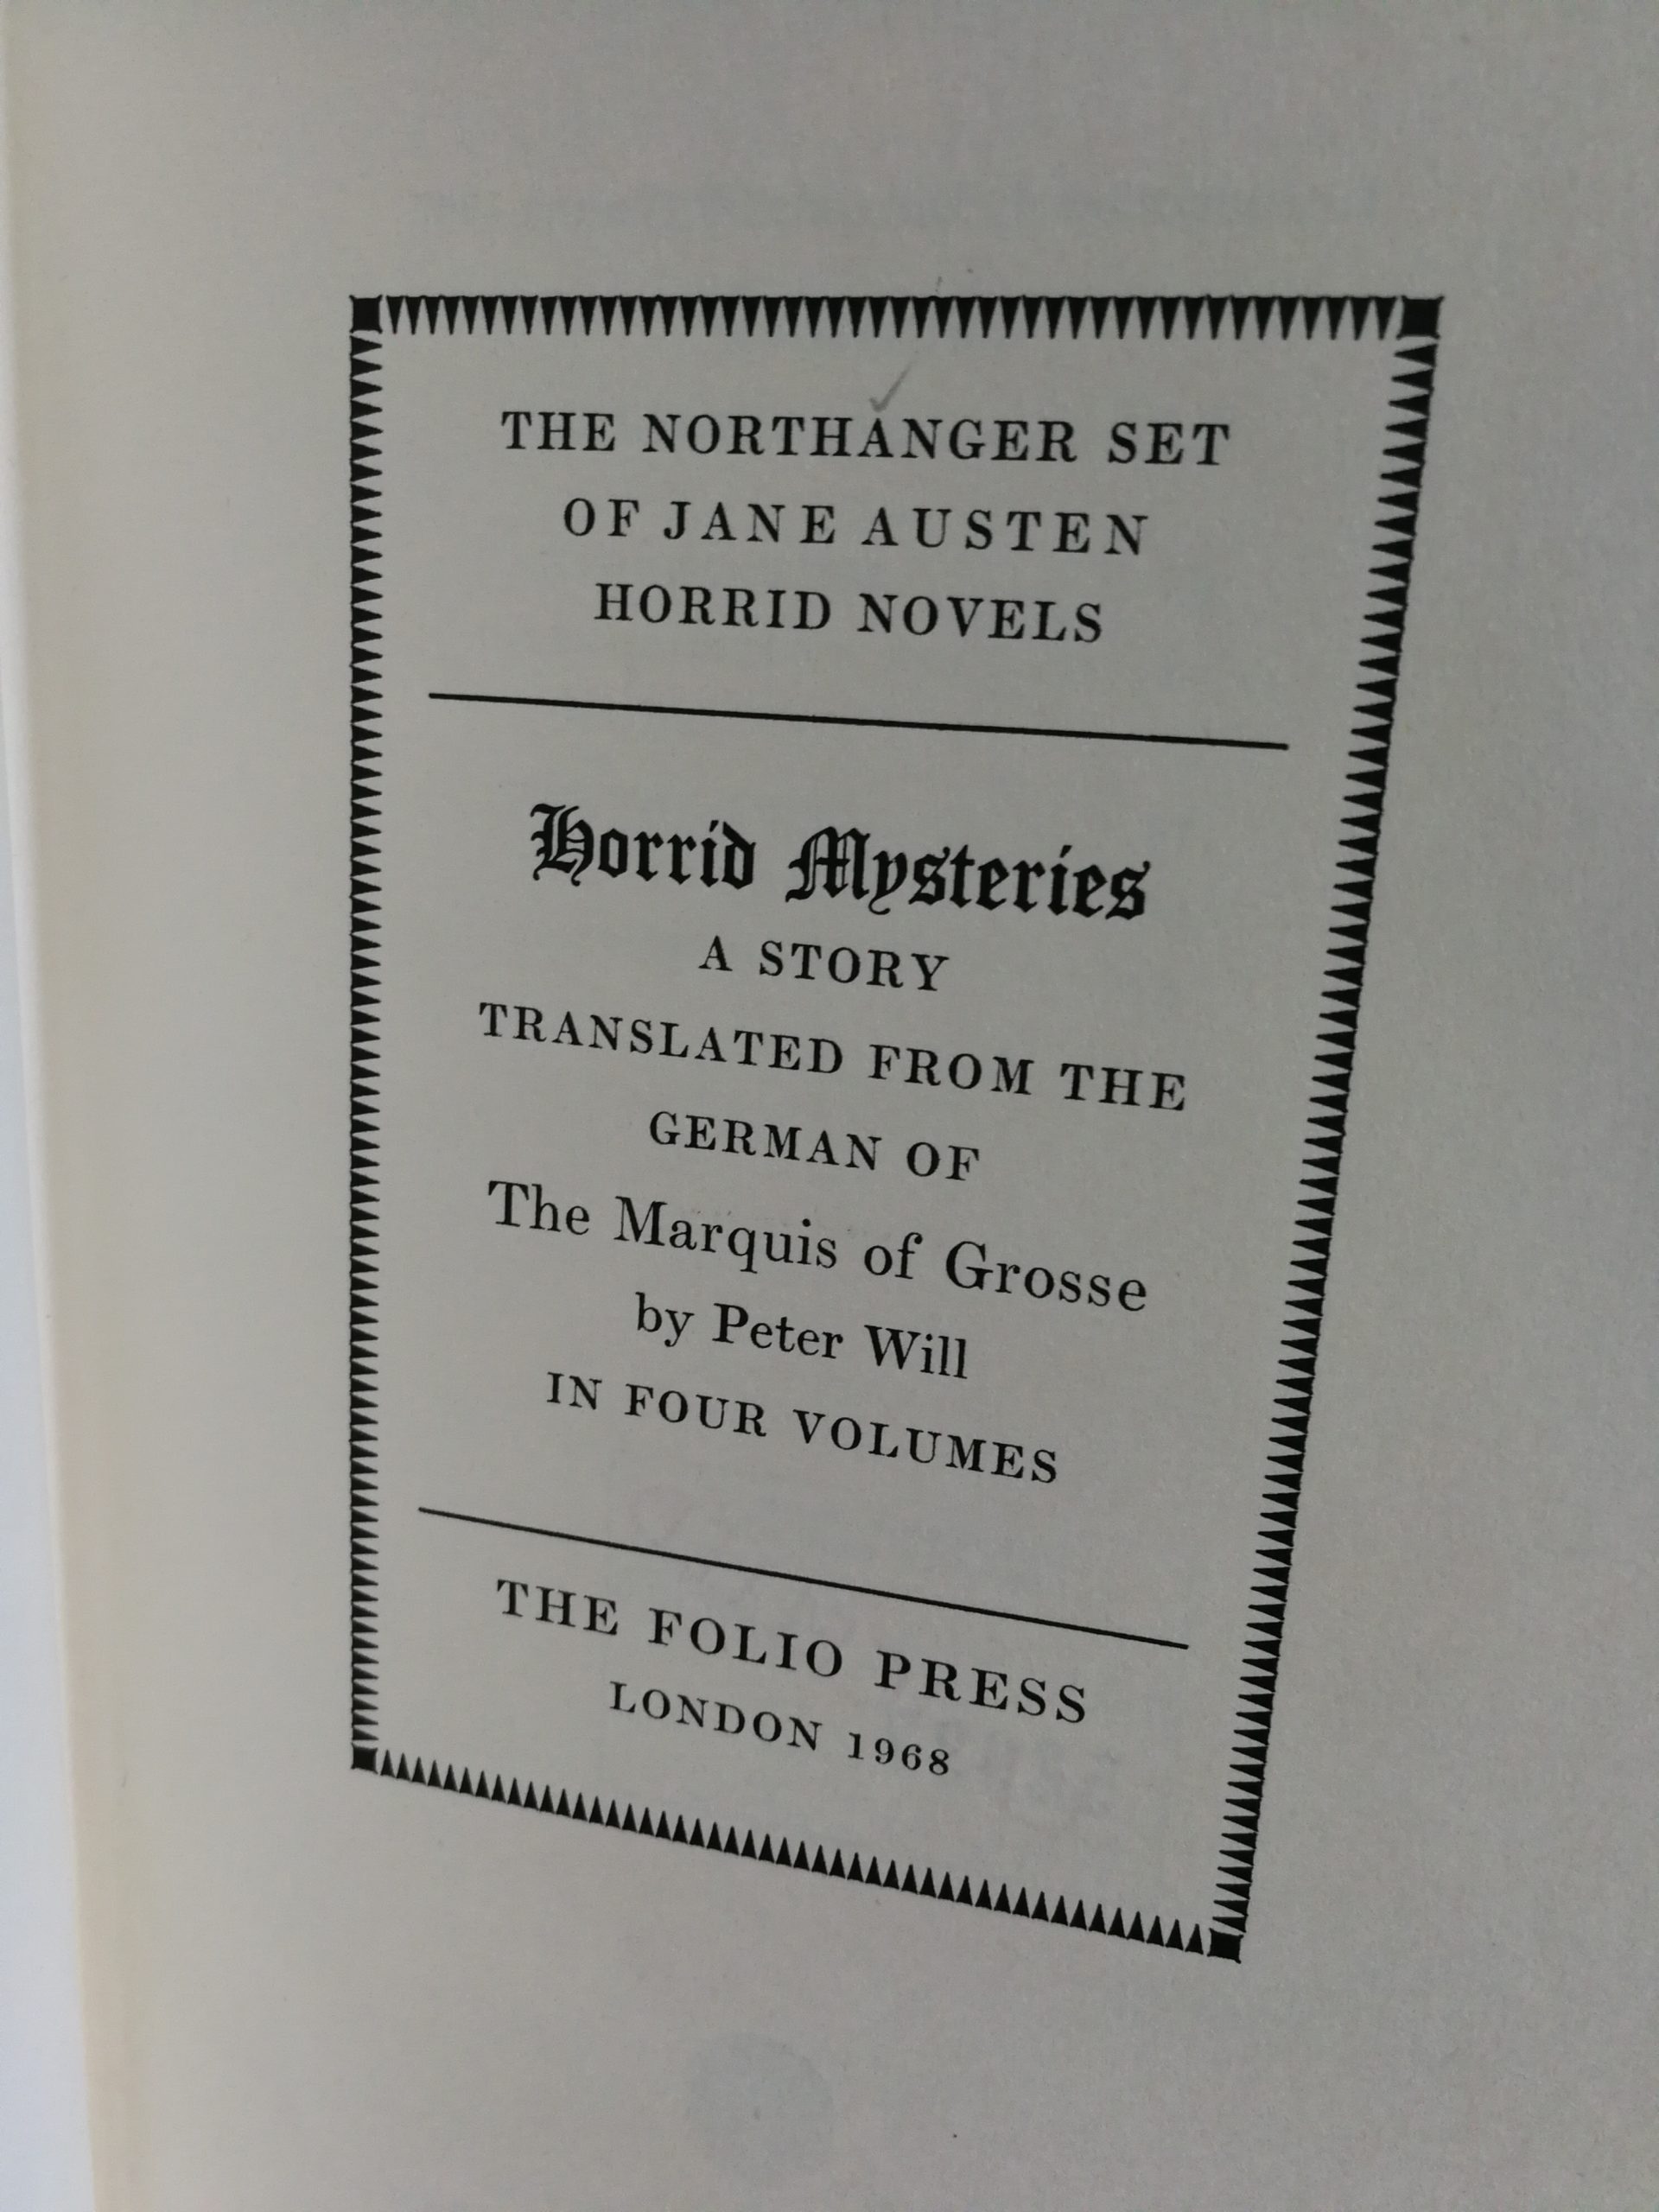 THE NORTHANGER SET
OF JANE AUSTEN
HORRID NOVELS
Horrid Mysteries
A STORY
TRANSLATED FROM THE
GERMAN OF
The Marquis of Grosse
by Peter Will
IN FOUR VOLUMES
THE FOLIO PRESS
LONDON 1968